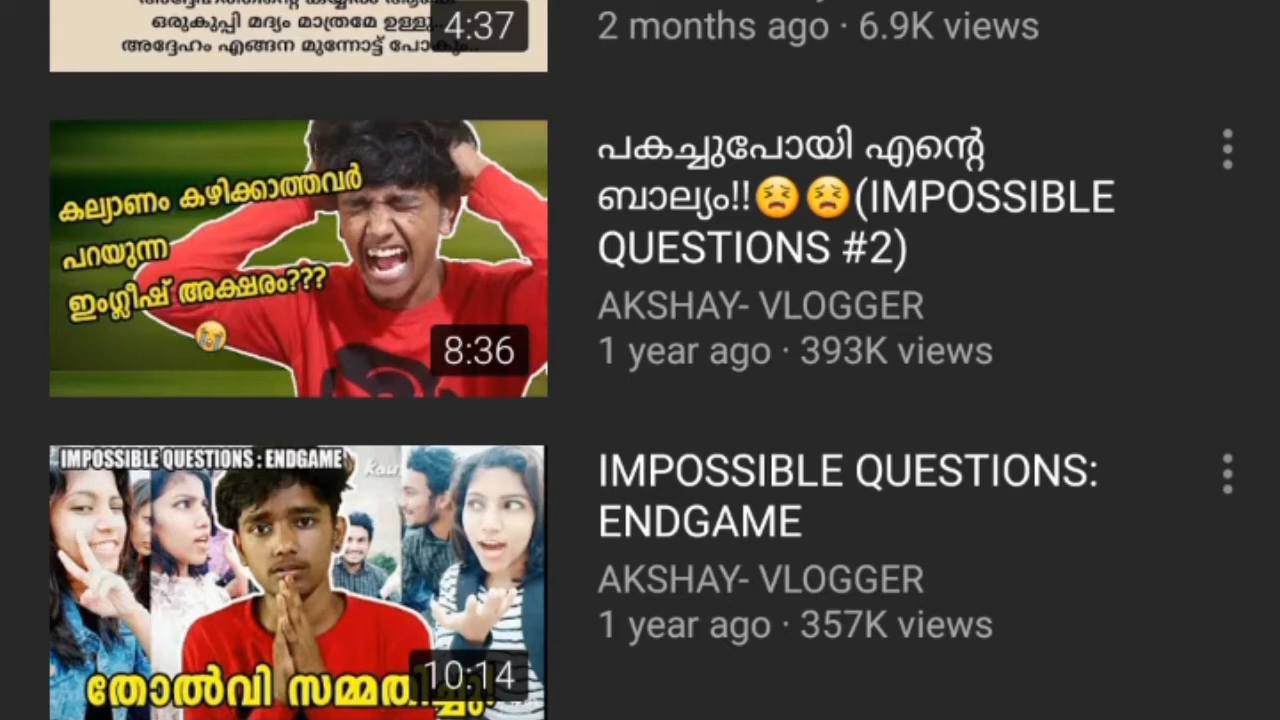 ഒരുകുപ്പി മദ്യം മാത്രമേ ഉള്ളു..
അദ്ദേഹം എങ്ങന മുന്നോട്ട് പോകും..
4:37
2 months ago · 6.9K views
കല്യാണം കഴിക്കാത്തവർ
പറയുന്ന
ഇംഗ്ലീഷ് അക്ഷരം???
😭
8:36
പകച്ചുപോയി എന്റെ
ബാല്യം!!😣😣(IMPOSSIBLE
QUESTIONS #2)
AKSHAY- VLOGGER
1 year ago · 393K views
IMPOSSIBLE QUESTIONS : ENDGAME
തോൽവി സമ്മതിച്ചു!
10:14
IMPOSSIBLE QUESTIONS:
ENDGAME
AKSHAY- VLOGGER
1 year ago · 357K views